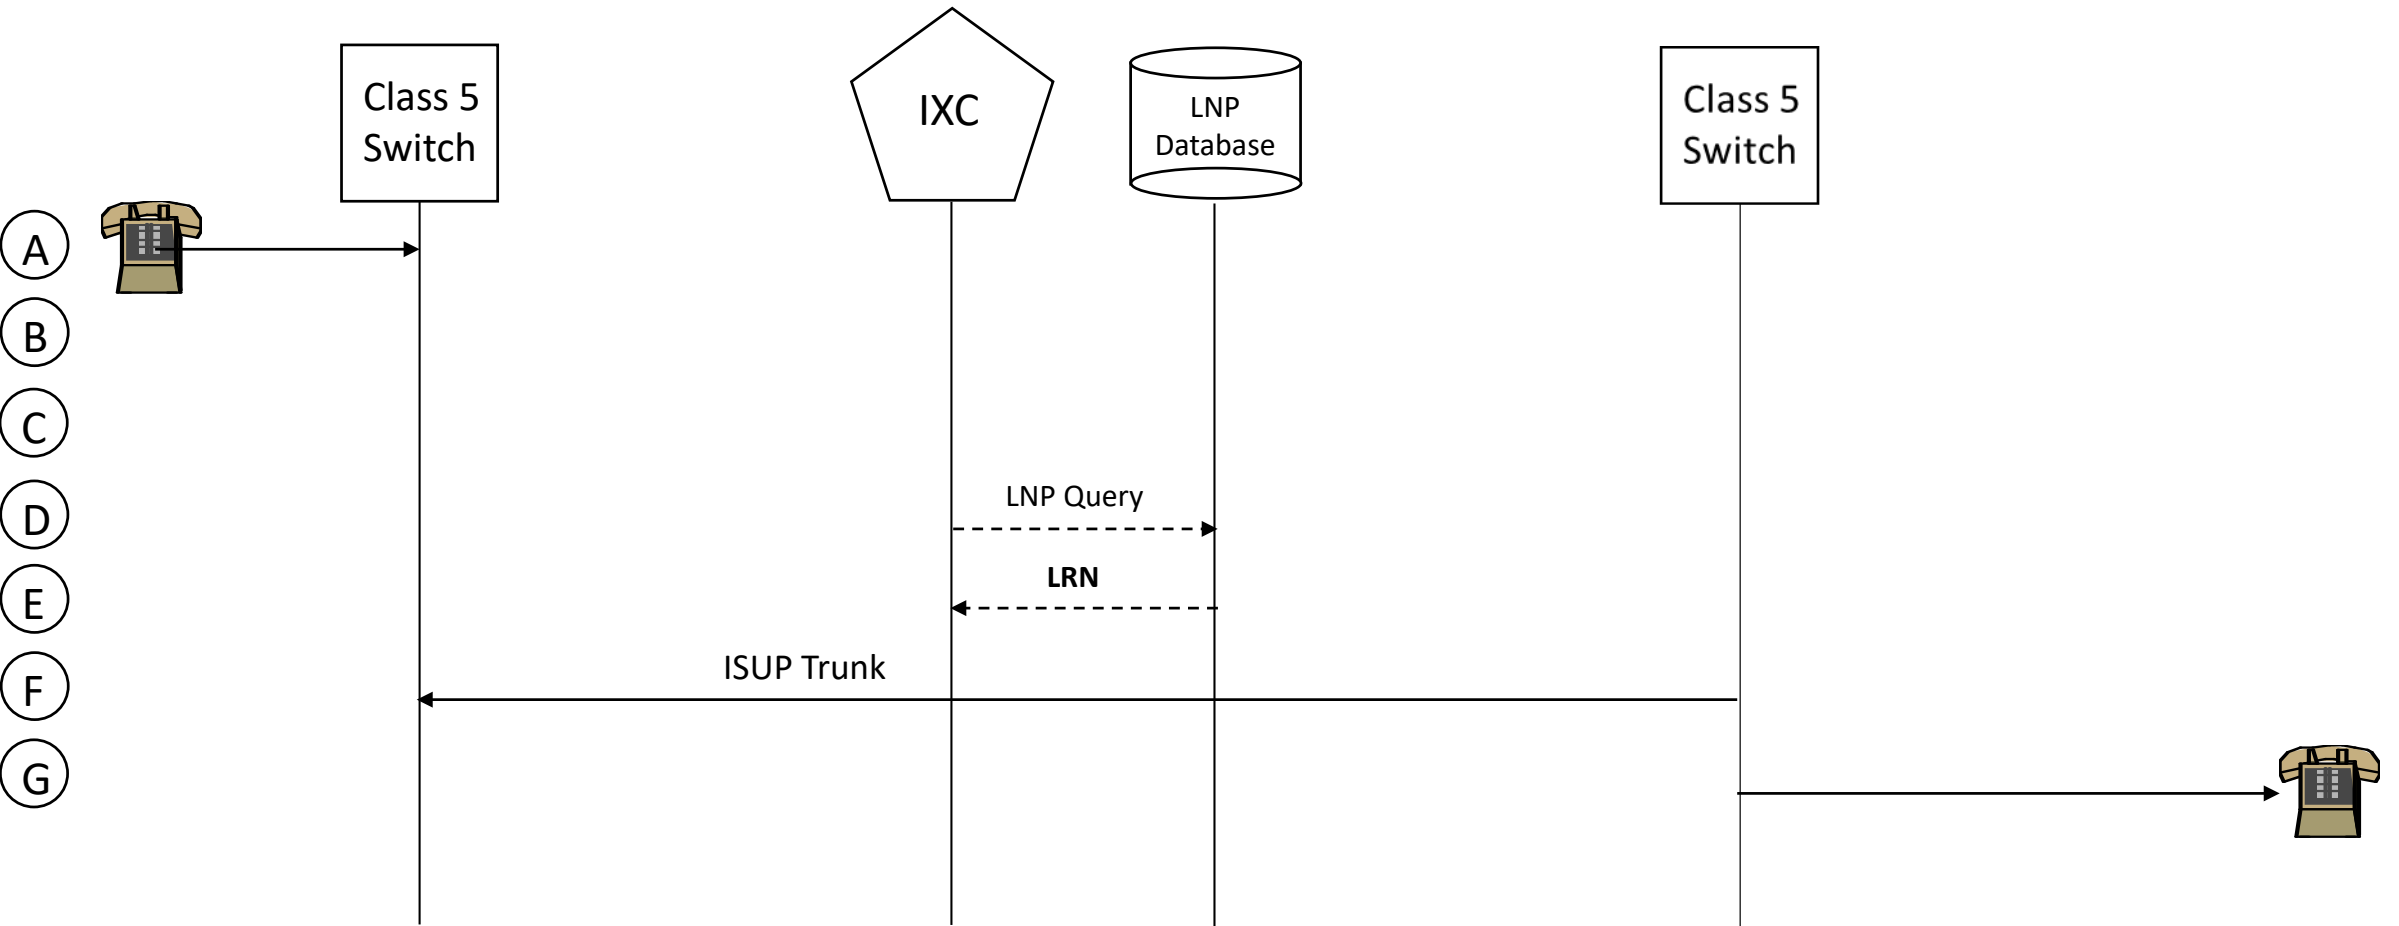 Class 5
Switch
IXC
LNP
Database
Class 5
Switch
A
B
C
D
LNP Query
E
LRN
F
ISUP Trunk
G